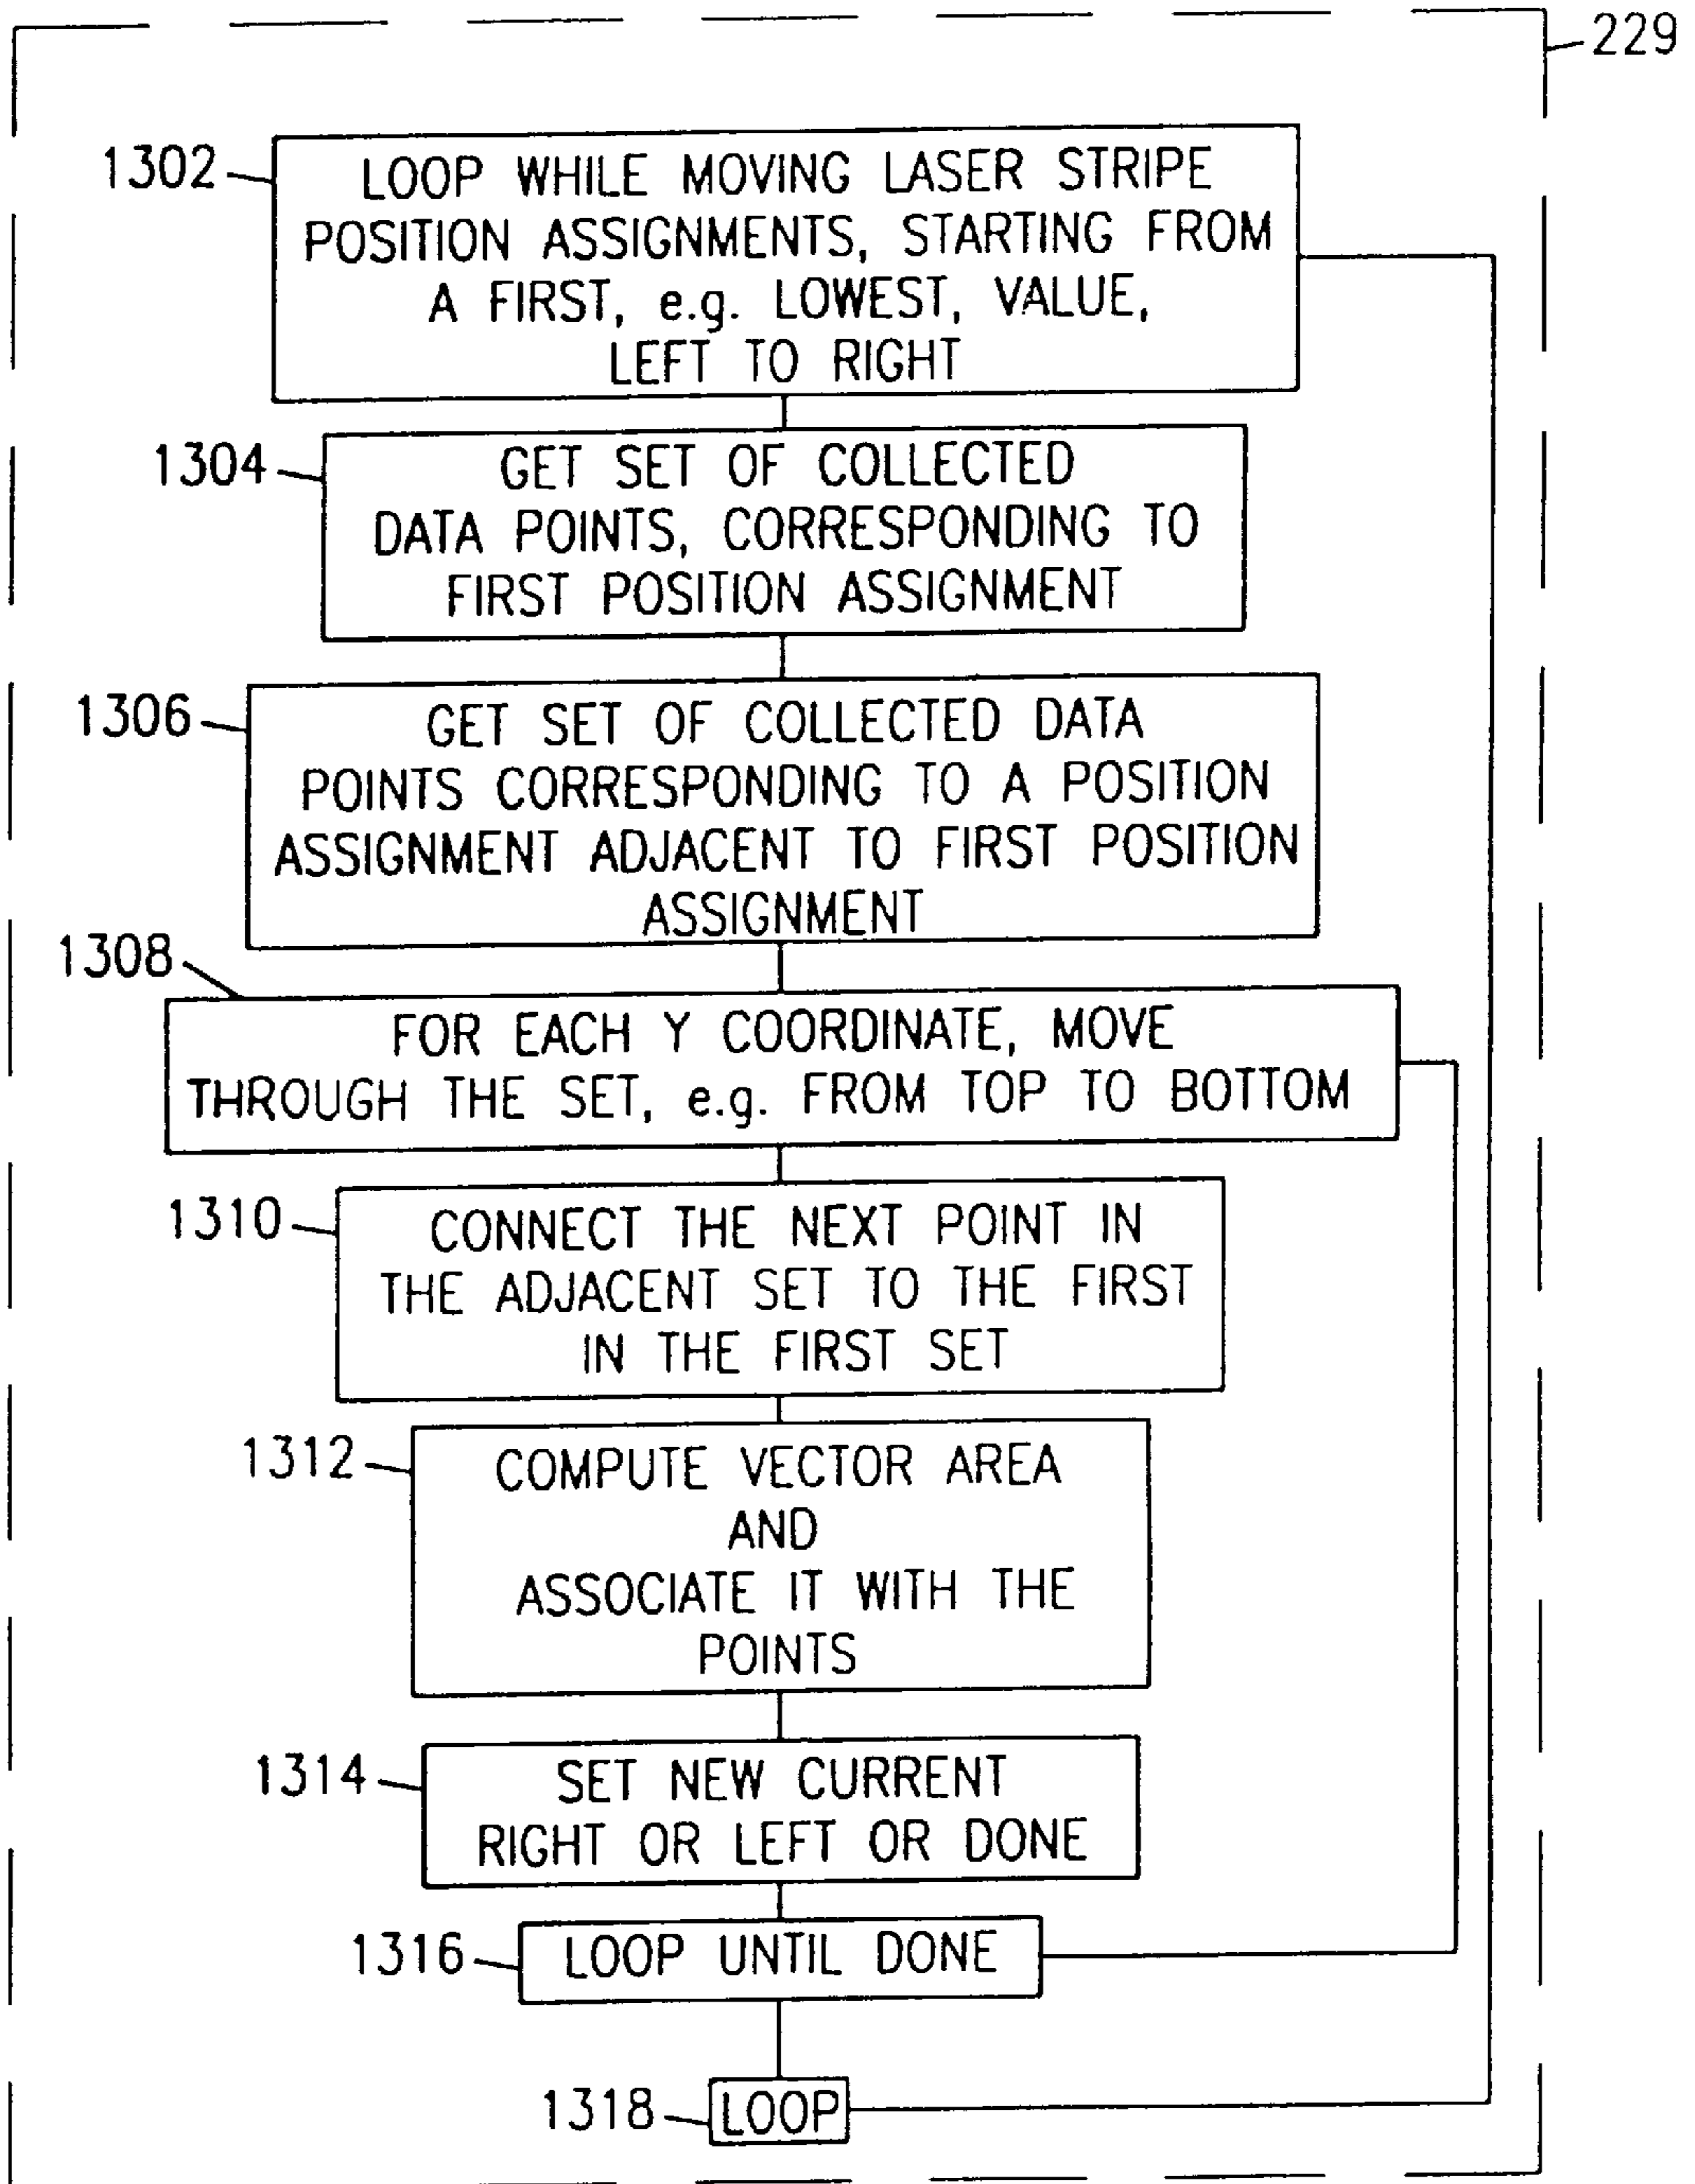 229
1302
LOOP WHILE MOVING LASER STRIPE
POSITION ASSIGNMENTS, STARTING FROM
A FIRST, e.g. LOWEST, VALUE,
LEFT TO RIGHT
1304
GET SET OF COLLECTED
DATA POINTS, CORRESPONDING TO
FIRST POSITION ASSIGNMENT
1306
GET SET OF COLLECTED DATA
POINTS CORRESPONDING TO A POSITION
ASSIGNMENT ADJACENT TO FIRST POSITION
ASSIGNMENT
1308
FOR EACH Y COORDINATE, MOVE
THROUGH THE SET, e.g. FROM TOP TO BOTTOM
1310
CONNECT THE NEXT POINT IN
THE ADJACENT SET TO THE FIRST
IN THE FIRST SET
1312
COMPUTE VECTOR AREA
AND
ASSOCIATE IT WITH THE
POINTS
1314
SET NEW CURRENT
RIGHT OR LEFT OR DONE
1316
LOOP UNTIL DONE
1318
LOOP